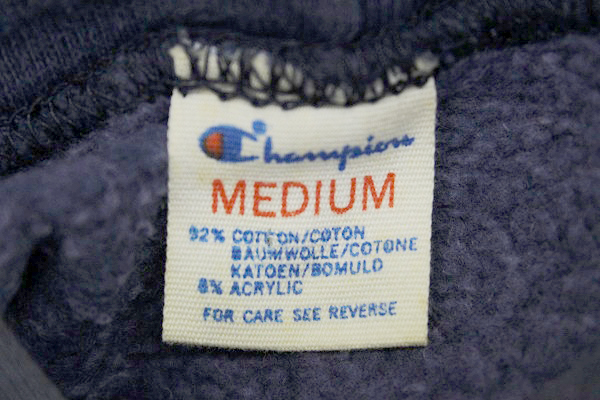 Champion
MEDIUM
92% COTTON/COTON
BAUMWOLLE/COTONE
KATOEN/BOMULD
8% ACRYLIC
FOR CARE SEE REVERSE